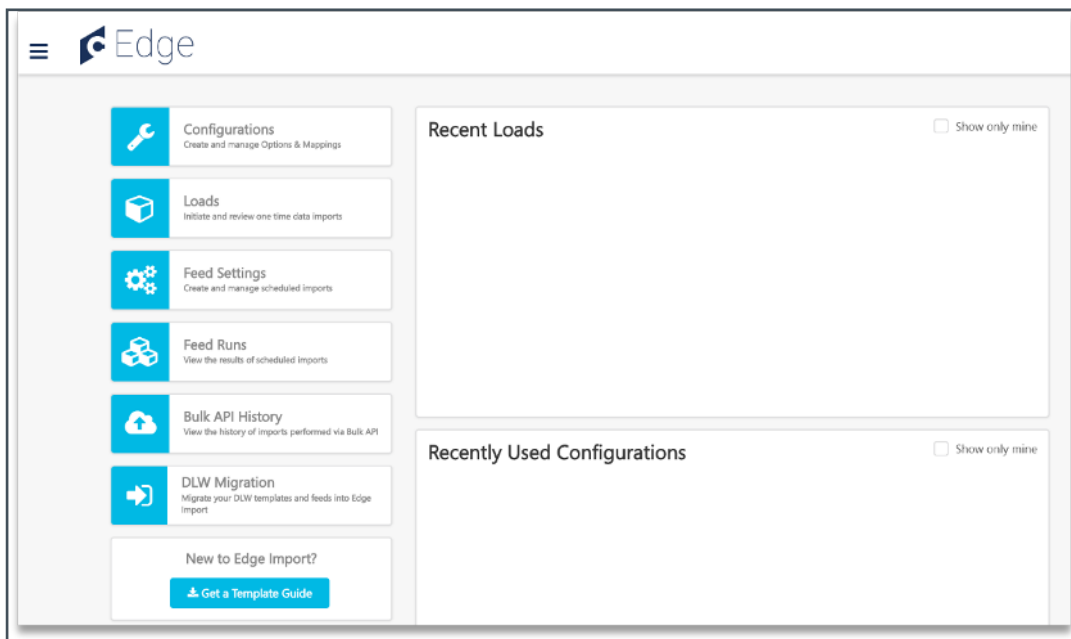 Edge
Configurations
Create and manage Options & Mappings
Loads
Initiate and review one time data imports
Feed Settings
Create and manage scheduled imports
Feed Runs
View the results of scheduled imports
Bulk API History
View the history of imports performed via Bulk API
DLW Migration
Migrate your DLW templates and feeds into Edge
Import
New to Edge Import?
Get a Template Guide
Recent Loads
Show only mine
Recently Used Configurations
Show only mine